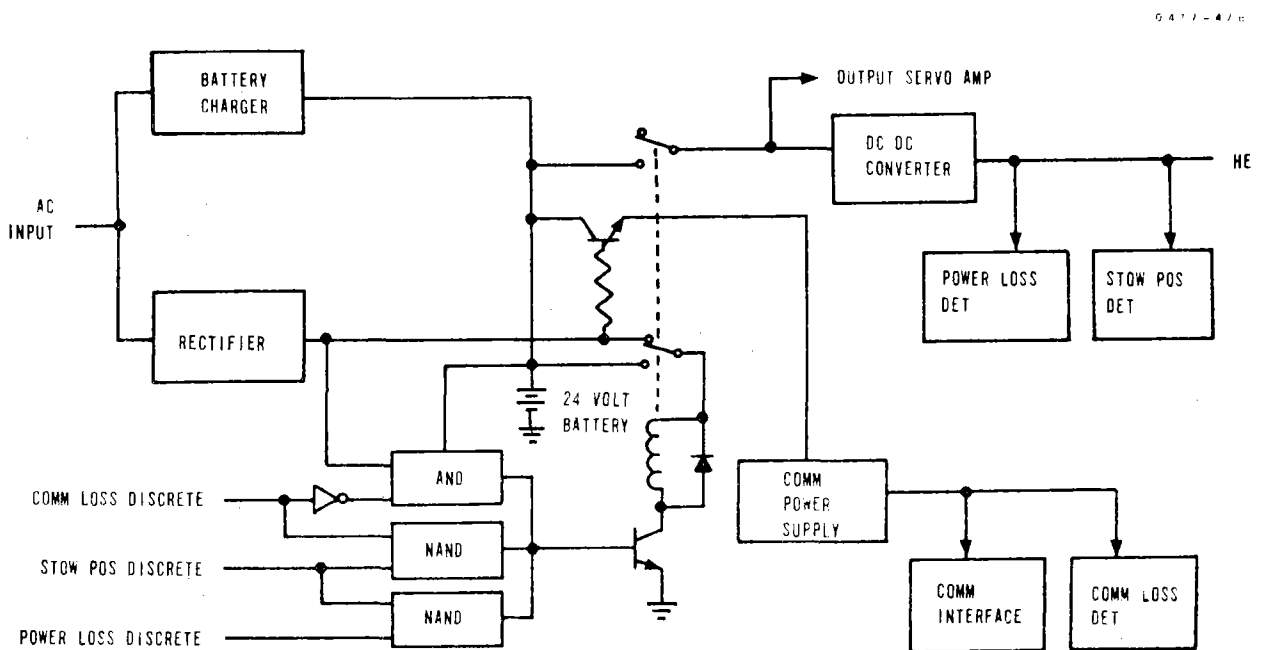 BATTERY
CHARGER
OUTPUT SERVO AMP
DC DC
CONVERTER
HE
AC
INPUT
POWER LOSS
DET
STOW POS
DET
RECTIFIER
24 VOLT
BATTERY
AND
COMM
POWER
SUPPLY
COMM LOSS DISCRETE
NAND
STOW POS DISCRETE
COMM
INTERFACE
COMM LOSS
DET
NAND
POWER LOSS DISCRETE